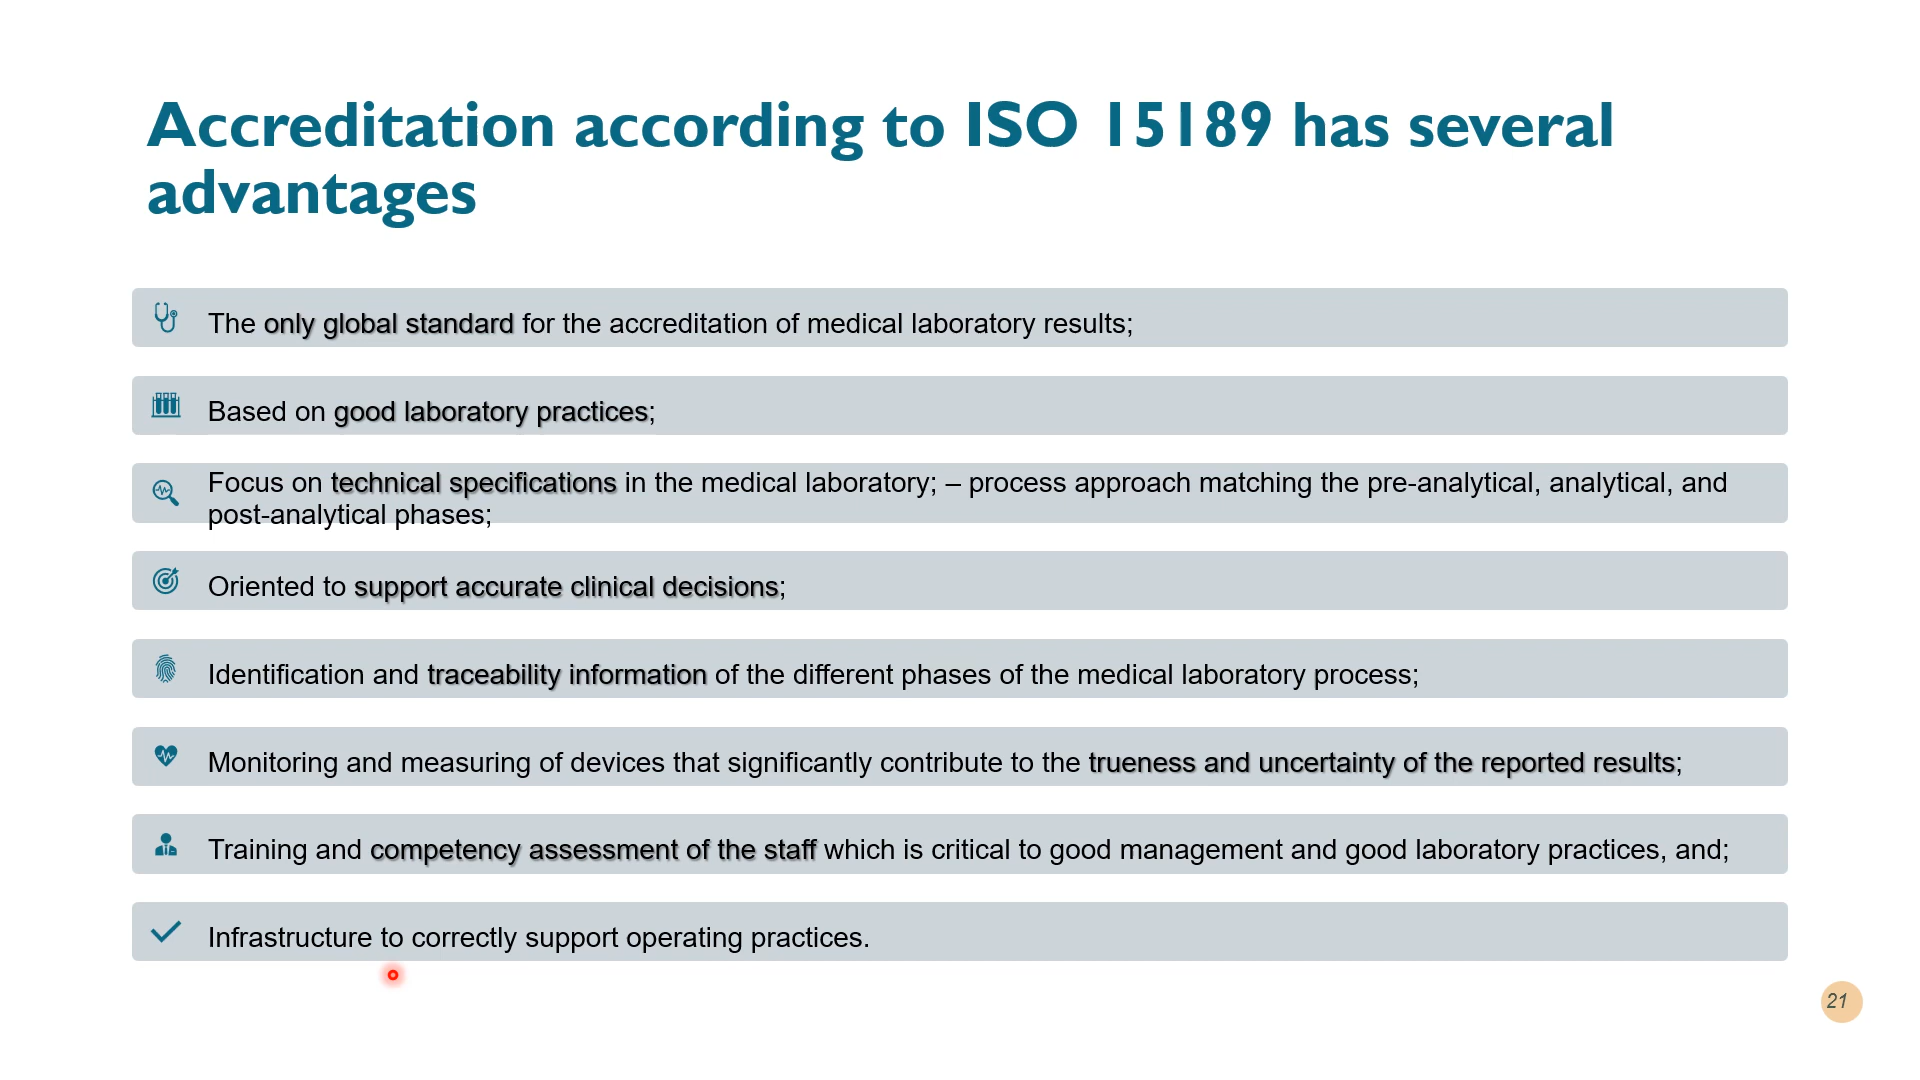 Accreditation according to ISO 15189 has several
advantages
The only global standard for the accreditation of medical laboratory results;
Based on good laboratory practices;
Focus on technical specifications in the medical laboratory; – process approach matching the pre-analytical, analytical, and
post-analytical phases;
Oriented to support accurate clinical decisions;
Identification and traceability information of the different phases of the medical laboratory process;
Monitoring and measuring of devices that significantly contribute to the trueness and uncertainty of the reported results;
Training and competency assessment of the staff which is critical to good management and good laboratory practices, and;
Infrastructure to correctly support operating practices.
21